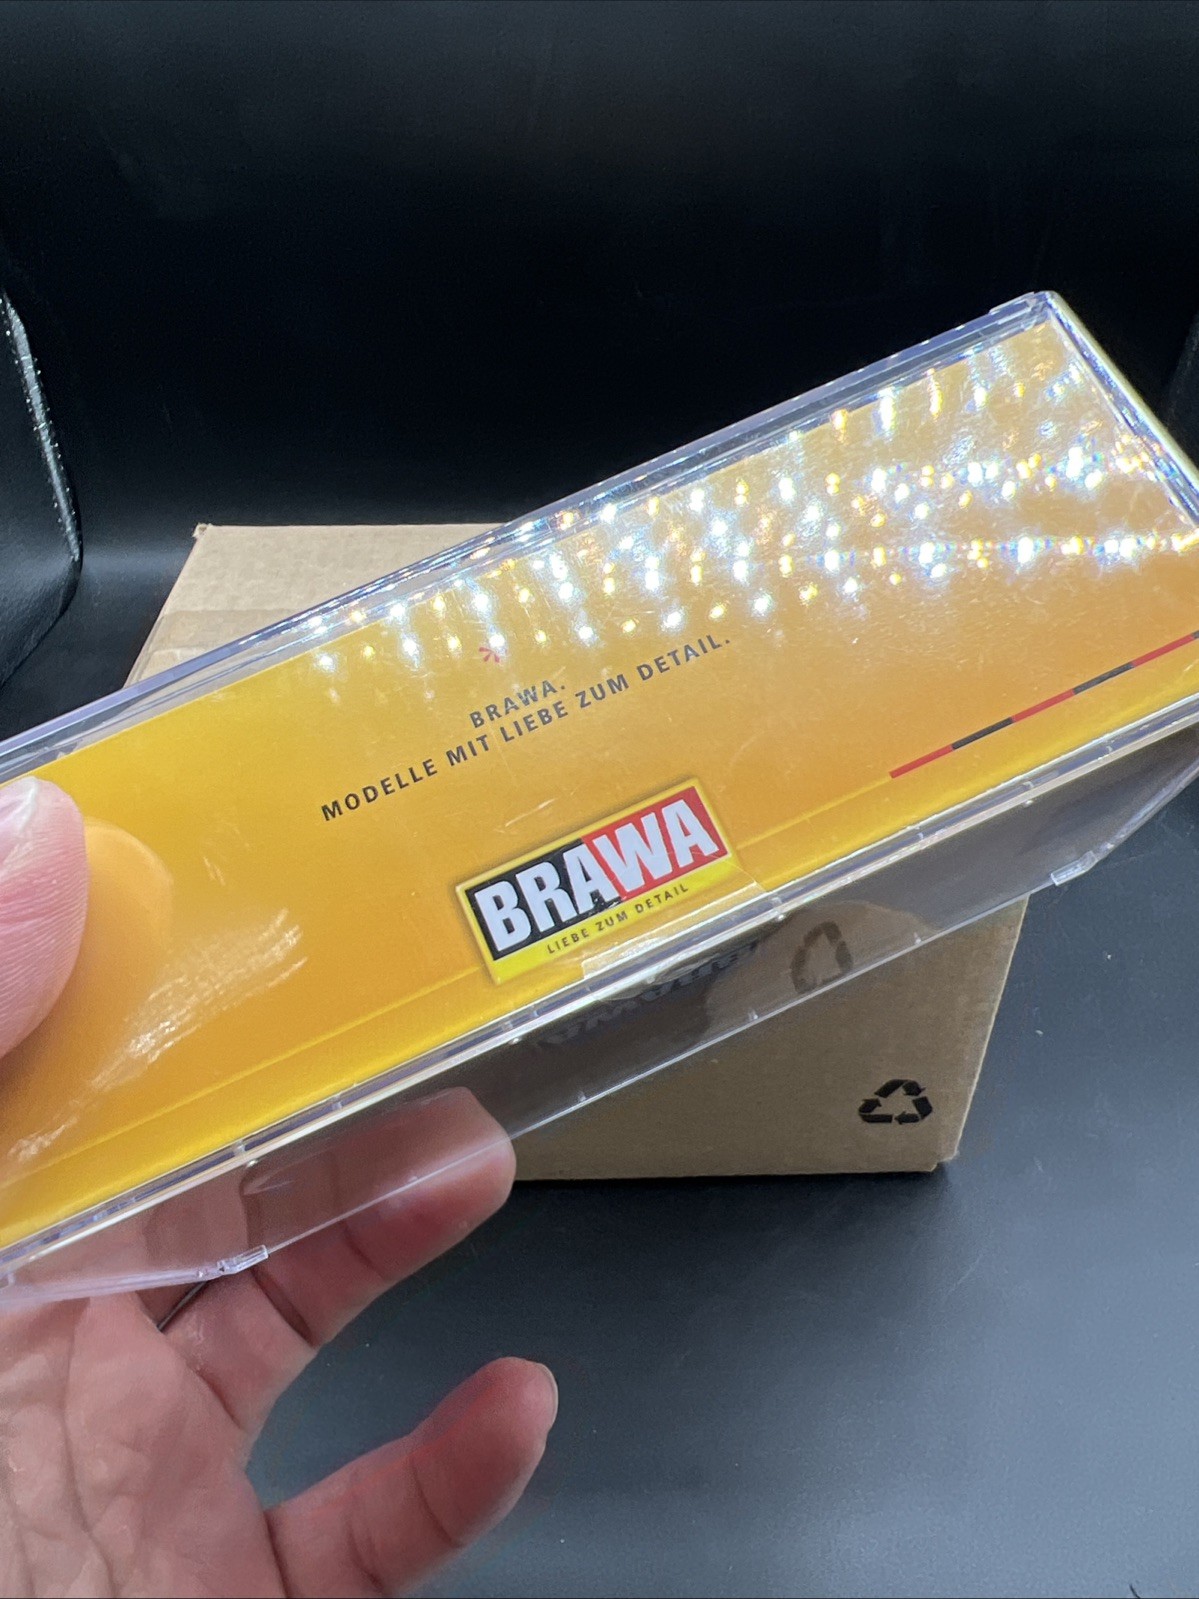 BRAWA.
MODELLE MIT LIEBE ZUM DETAIL.
BRAWA
LIEBE ZUM DETAIL